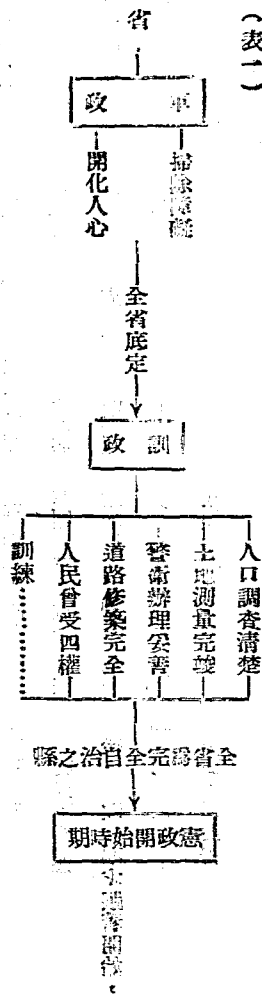 （表一）
省
軍政
掃除障礙
開化人心
全省底定
訓政
人口調查清楚
土地測量完竣
警衛辦理妥善
道路修築完全
人民曾受四權
訓練………
全省爲完全自治之縣
憲政開始時期